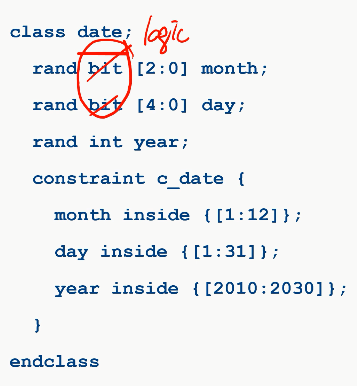 class date; logic
rand bit [2:0] month;
rand bit [4:0] day;
rand int year;
constraint c_date {
month inside {[1:12]};
day inside {[1:31]};
year inside {[2010:2030]};
}
endclass